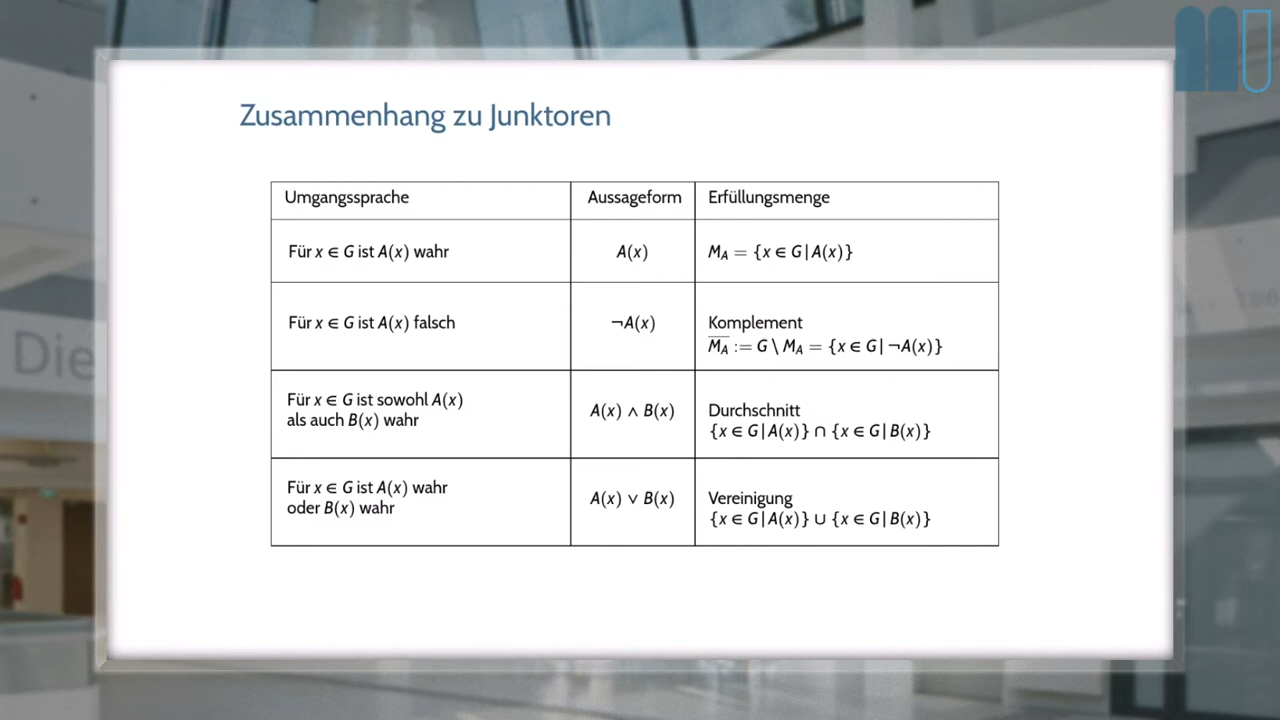 Zusammenhang zu Junktoren
Umgangssprache Aussageform Erfüllungsmenge
Für x ∈ G ist A(x) wahr A(x) M_A = {x ∈ G | A(x)}
Für x ∈ G ist A(x) falsch ¬A(x) Komplement
M̅_A := G \ M_A = {x ∈ G | ¬A(x)}
Für x ∈ G ist sowohl A(x)
als auch B(x) wahr A(x) ∧ B(x) Durchschnitt
{x ∈ G | A(x)} ∩ {x ∈ G | B(x)}
Für x ∈ G ist A(x) wahr
oder B(x) wahr A(x) ∨ B(x) Vereinigung
{x ∈ G | A(x)} ∪ {x ∈ G | B(x)}
Die